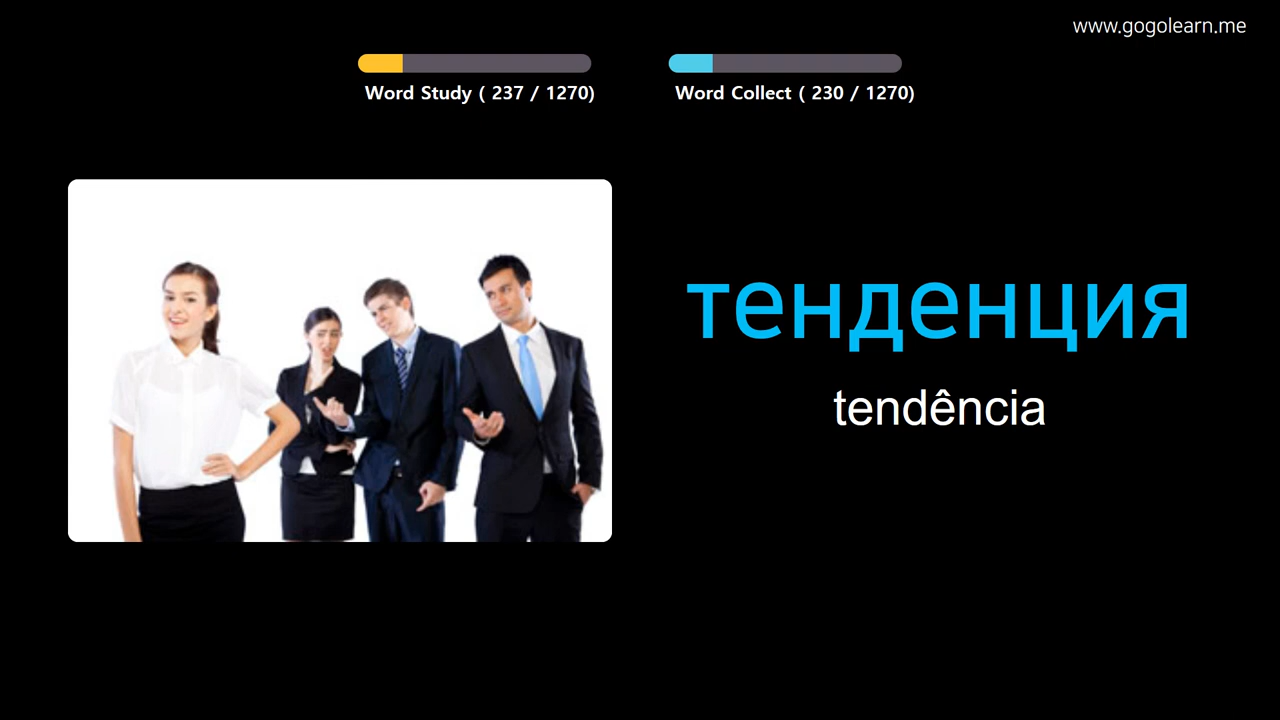 www.gogolearn.me
Word Study ( 237 / 1270)
Word Collect ( 230 / 1270)
тенденция
tendência